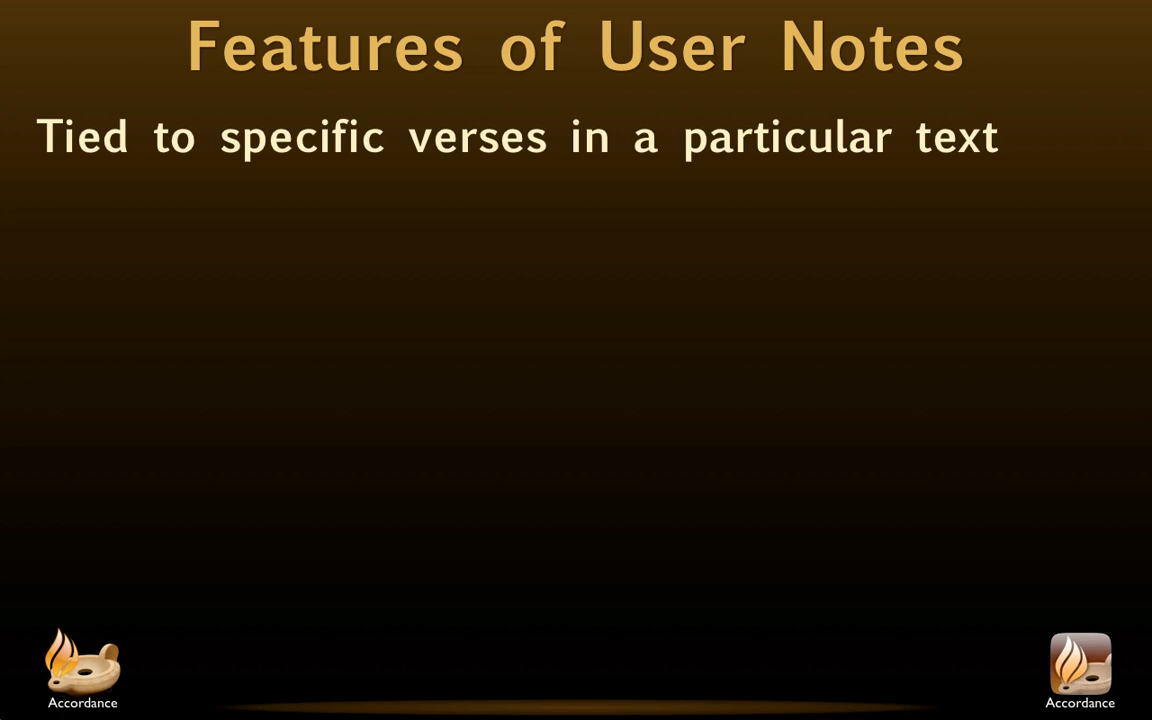 Features of User Notes
Tied to specific verses in a particular text
Accordance
Accordance